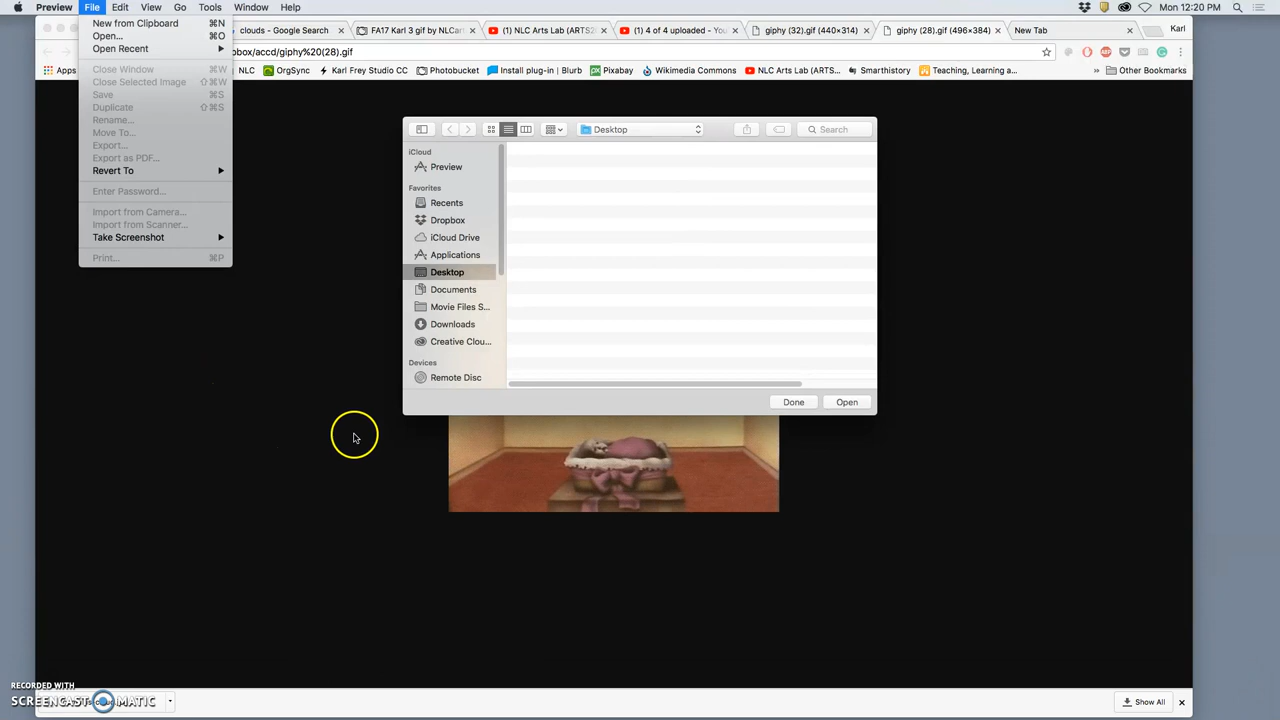 Preview File Edit View Go Tools Window Help Mon 12:20 PM
clouds - Google Search FA17 Karl 3 gif by NLCart (1) NLC Arts Lab (ARTS2 (1) 4 of 4 uploaded - You giphy (32).gif (440×314) giphy (28).gif (496×384) New Tab Karl
box/accd/giphy%20(28).gif
Apps NLC OrgSync Karl Frey Studio CC Photobucket Install plug-in | Blurb Pixabay Wikimedia Commons NLC Arts Lab (ARTS... Smarthistory Teaching, Learning a... » Other Bookmarks
New from Clipboard ⌘N
Open... ⌘O
Open Recent
Close Window ⌘W
Close Selected Image ⇧⌘W
Save ⌘S
Duplicate ⇧⌘S
Rename...
Move To...
Export...
Export as PDF...
Revert To
Enter Password...
Import from Camera...
Import from Scanner...
Take Screenshot
Print... ⌘P
Desktop Search
iCloud
Preview
Favorites
Recents
Dropbox
iCloud Drive
Applications
Desktop
Documents
Movie Files S...
Downloads
Creative Clou...
Devices
Remote Disc
Done Open
RECORDED WITH
SCREENCAST MATIC
Show All